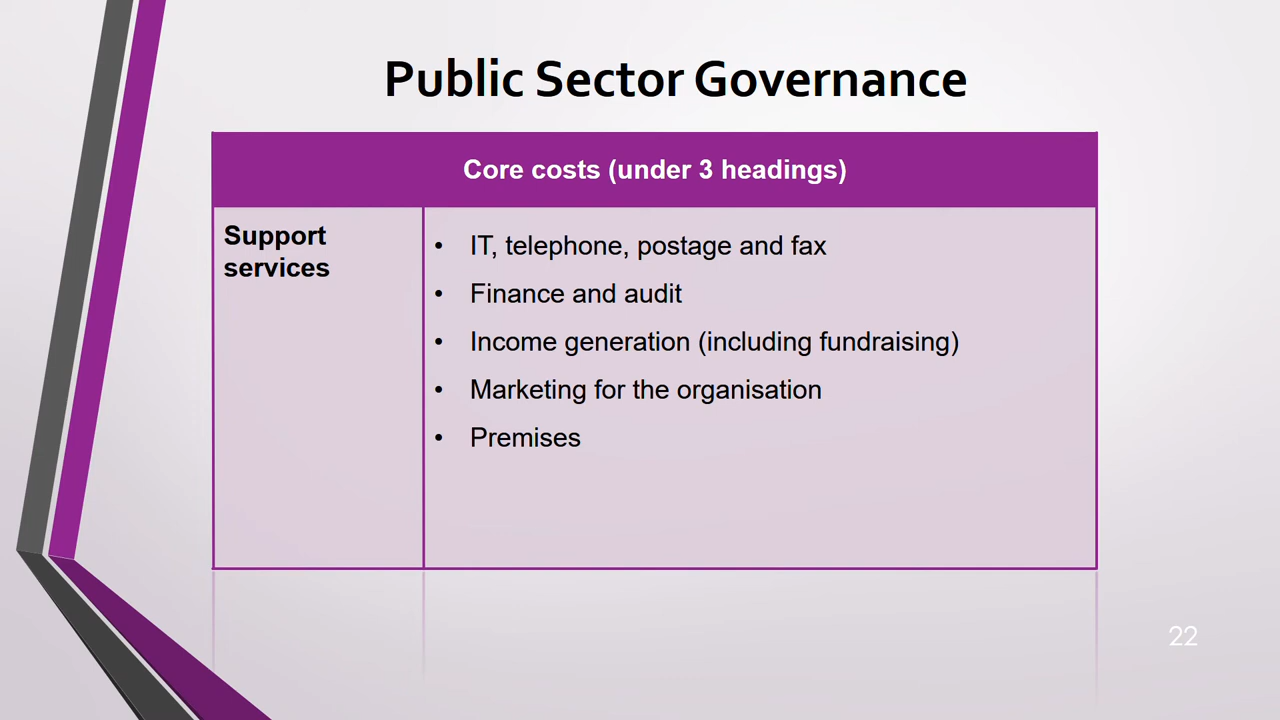 Public Sector Governance
Core costs (under 3 headings)
Support
services
• IT, telephone, postage and fax
• Finance and audit
• Income generation (including fundraising)
• Marketing for the organisation
• Premises
22